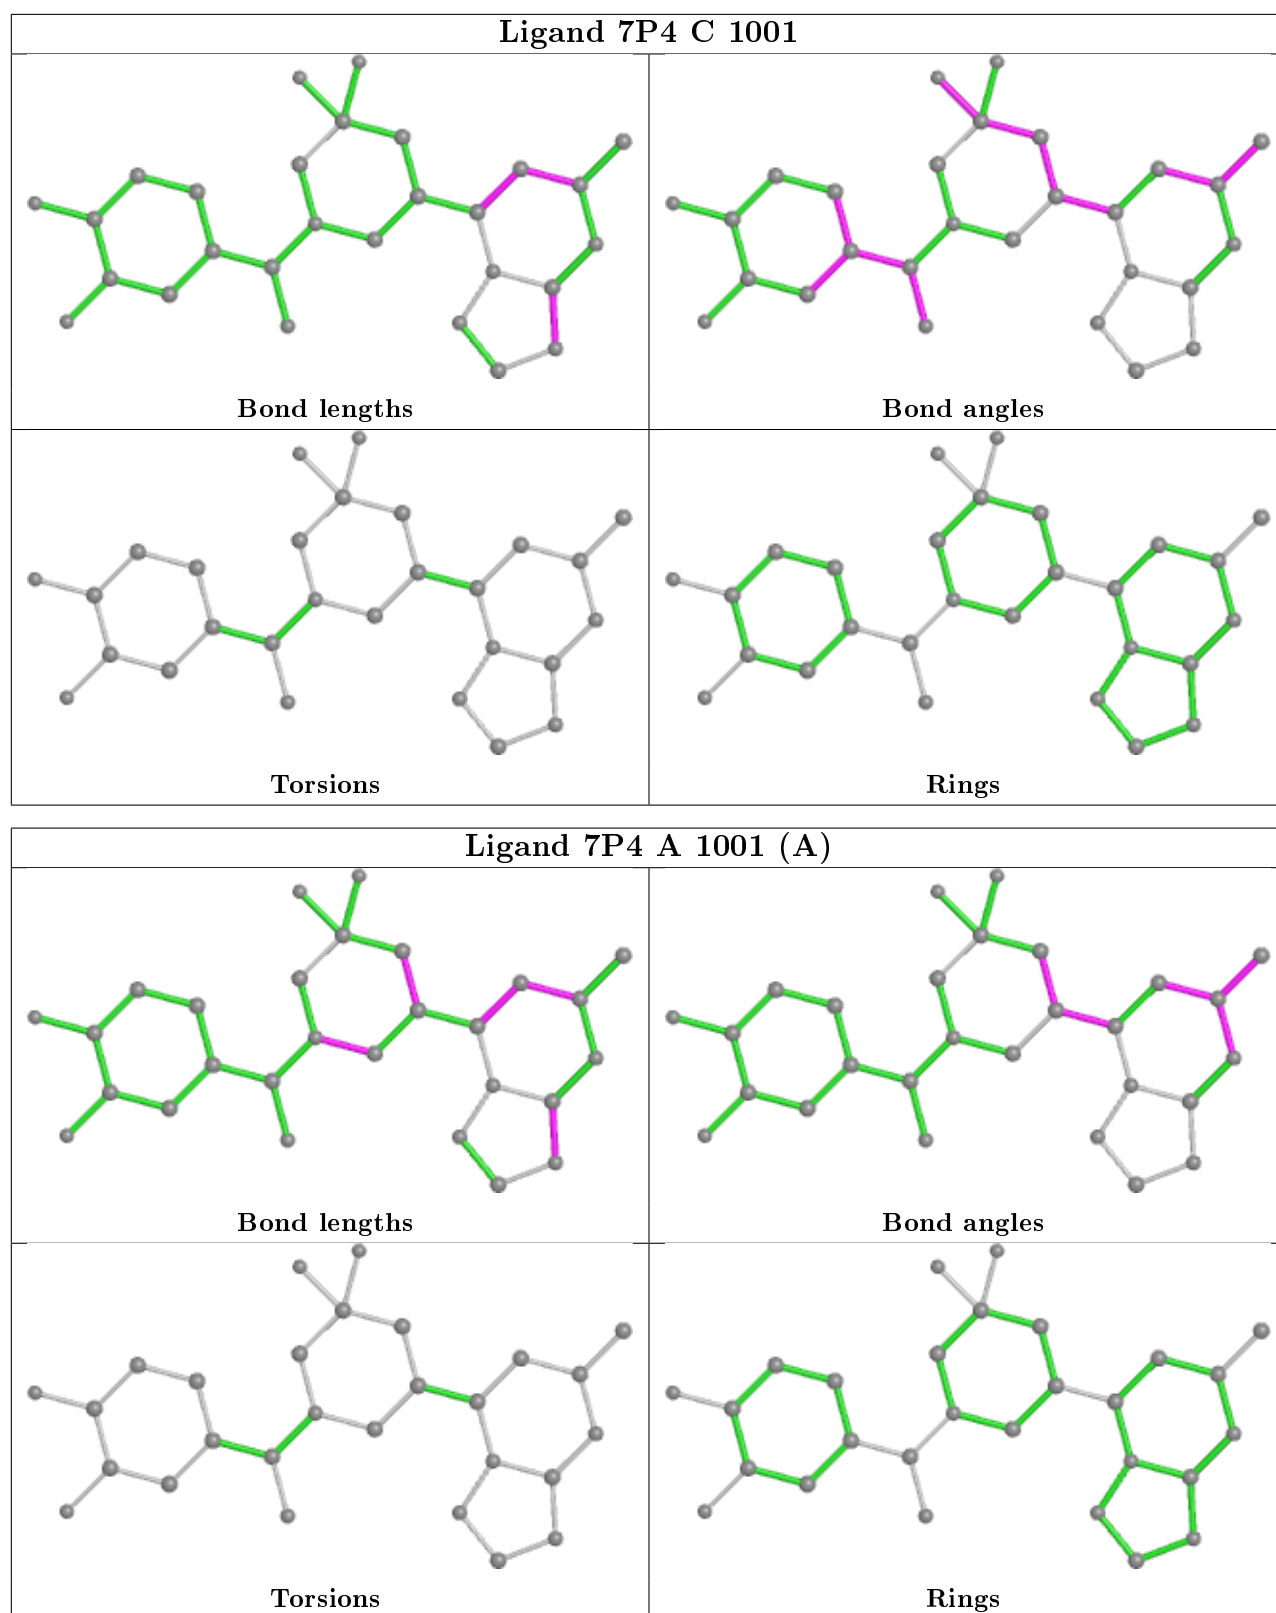 Ligand 7P4 C 1001
Bond lengths
Bond angles
Torsions
Rings
Ligand 7P4 A 1001 (A)
Bond lengths
Bond angles
Torsions
Rings